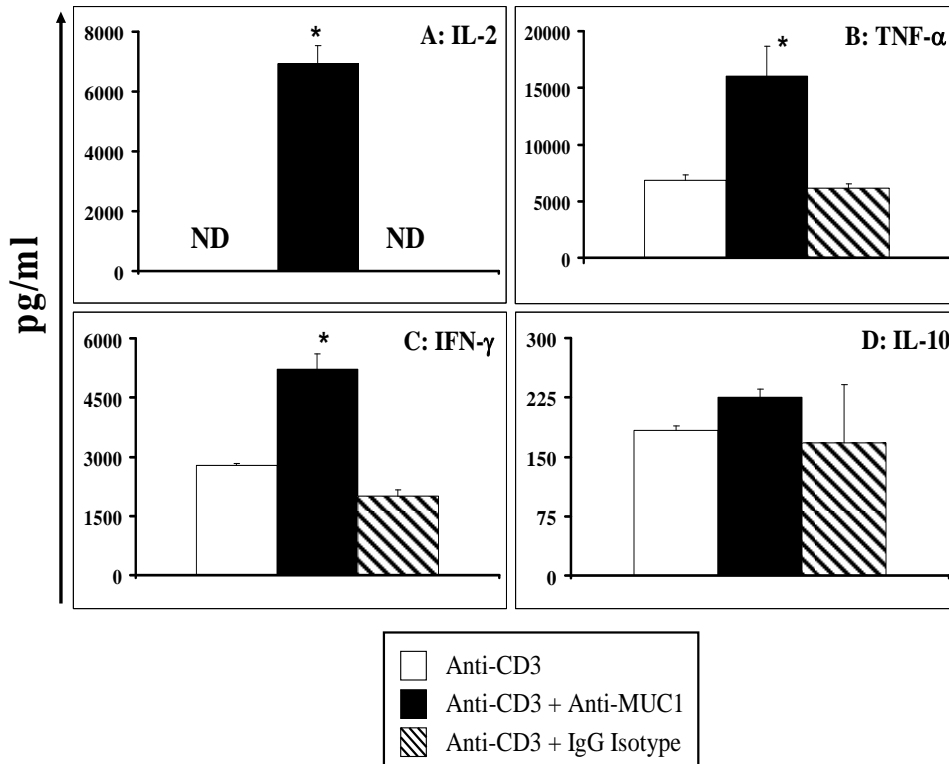 pg/ml
A: IL-2
8000
6000
4000
2000
0
*
ND
ND
B: TNF-α
20000
15000
10000
5000
0
*
C: IFN-γ
6000
4500
3000
1500
0
*
D: IL-10
300
225
150
75
0
Anti-CD3
Anti-CD3 + Anti-MUC1
Anti-CD3 + IgG Isotype